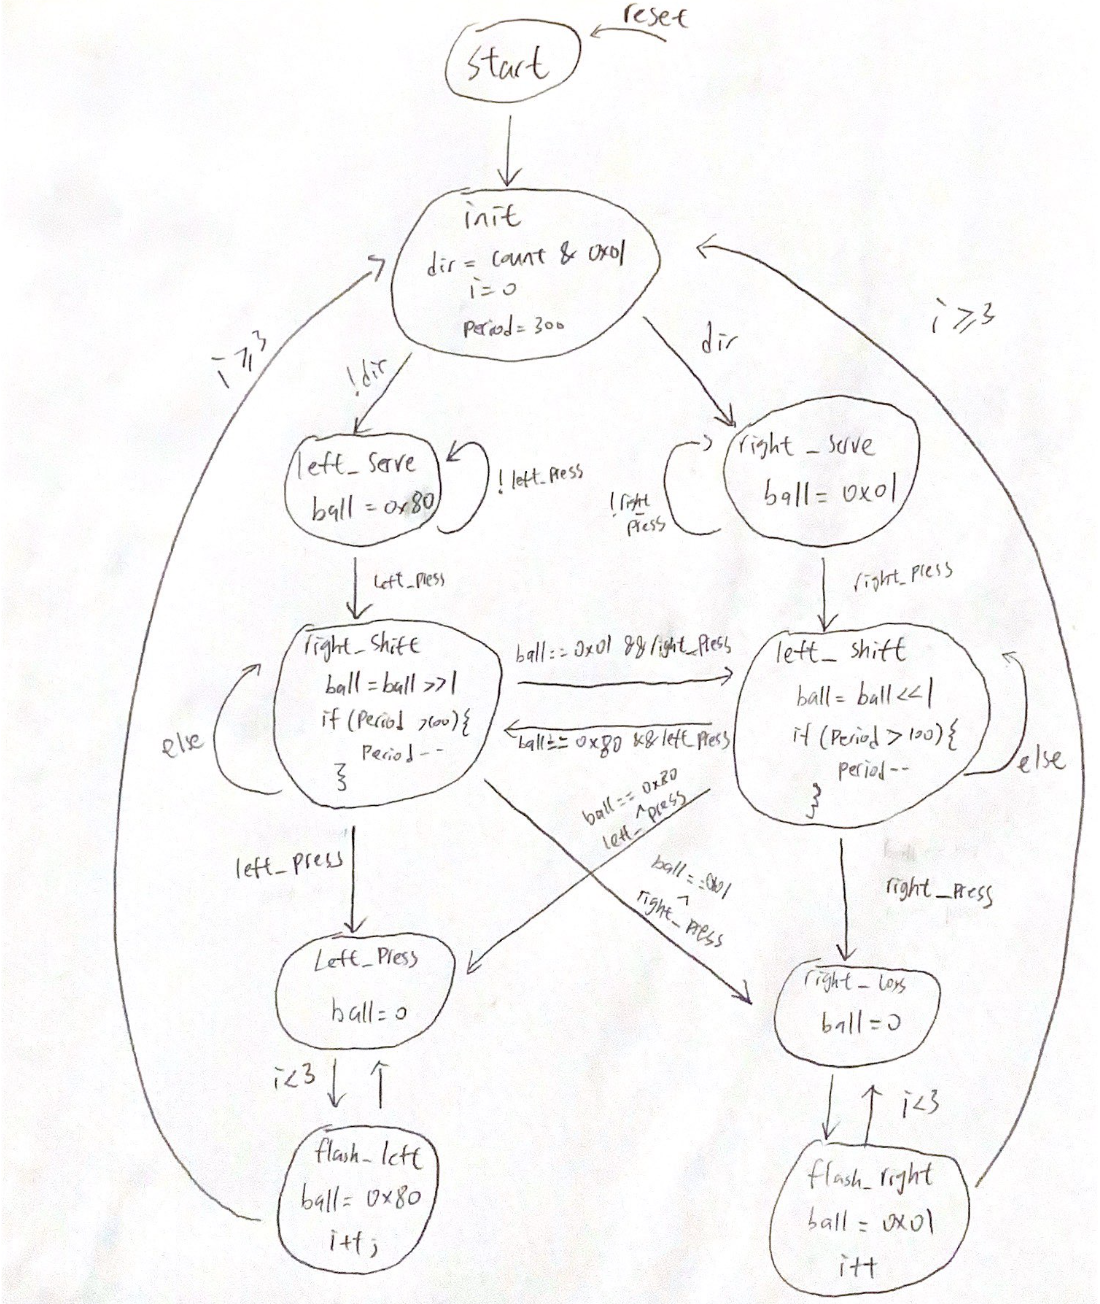 reset
start
init
dir = count & 0x01
i = 0
period = 300
i ≥ 3
i ≥ 3
!dir
dir
left_serve
ball = 0x80
!left_press
!right_
press
right_serve
ball = 0x01
left_press
right_press
right_shift
ball = ball >> 1
if (period > 100) {
period --
}
else
ball == 0x01 && right_press
ball == 0x80 && left_press
left_shift
ball = ball << 1
if (period > 100) {
period --
}
else
ball == 0x80
^
left_press
ball == 0x01
^
right_press
left_press
right_press
Left_Press
ball = 0
right_loss
ball = 0
i<3
i<3
flash_left
ball = 0x80
i++;
flash_right
ball = 0x01
i++